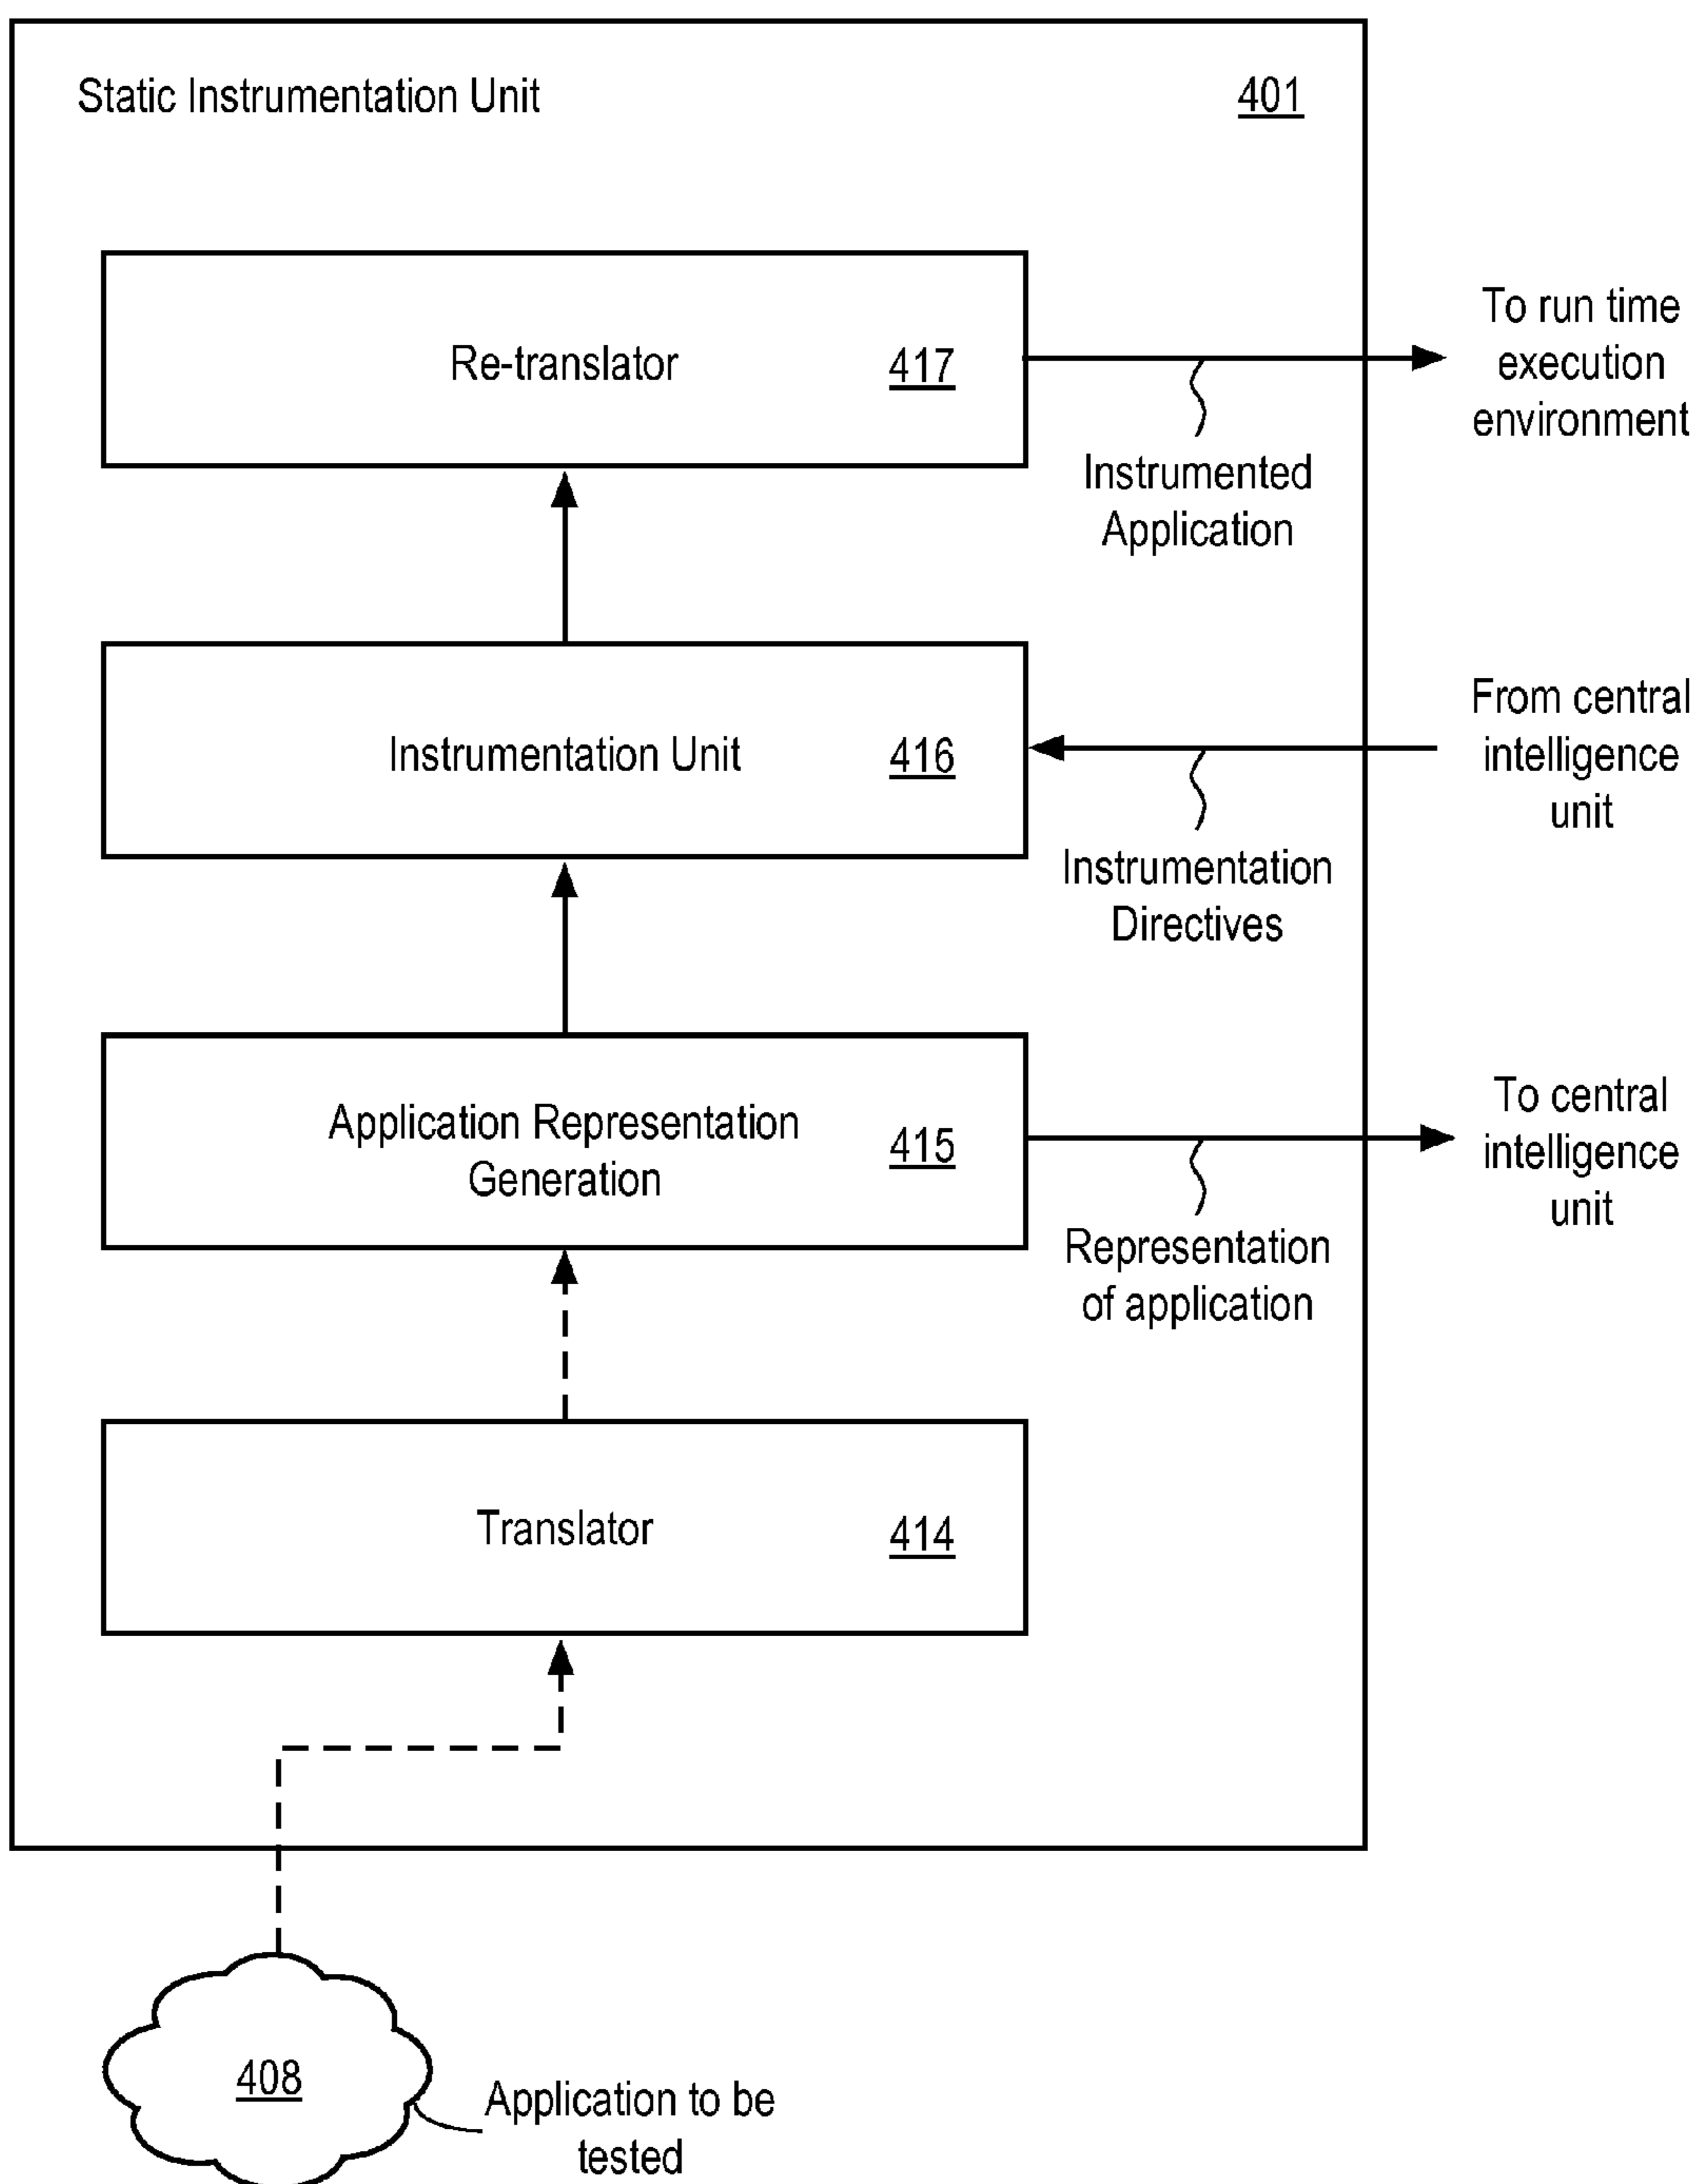 Static Instrumentation Unit 401
Re-translator 417
To run time
execution
environment
Instrumented
Application
Instrumentation Unit 416
From central
intelligence
unit
Instrumentation
Directives
Application Representation
Generation
415
To central
intelligence
unit
Representation
of application
Translator 414
408
Application to be
tested